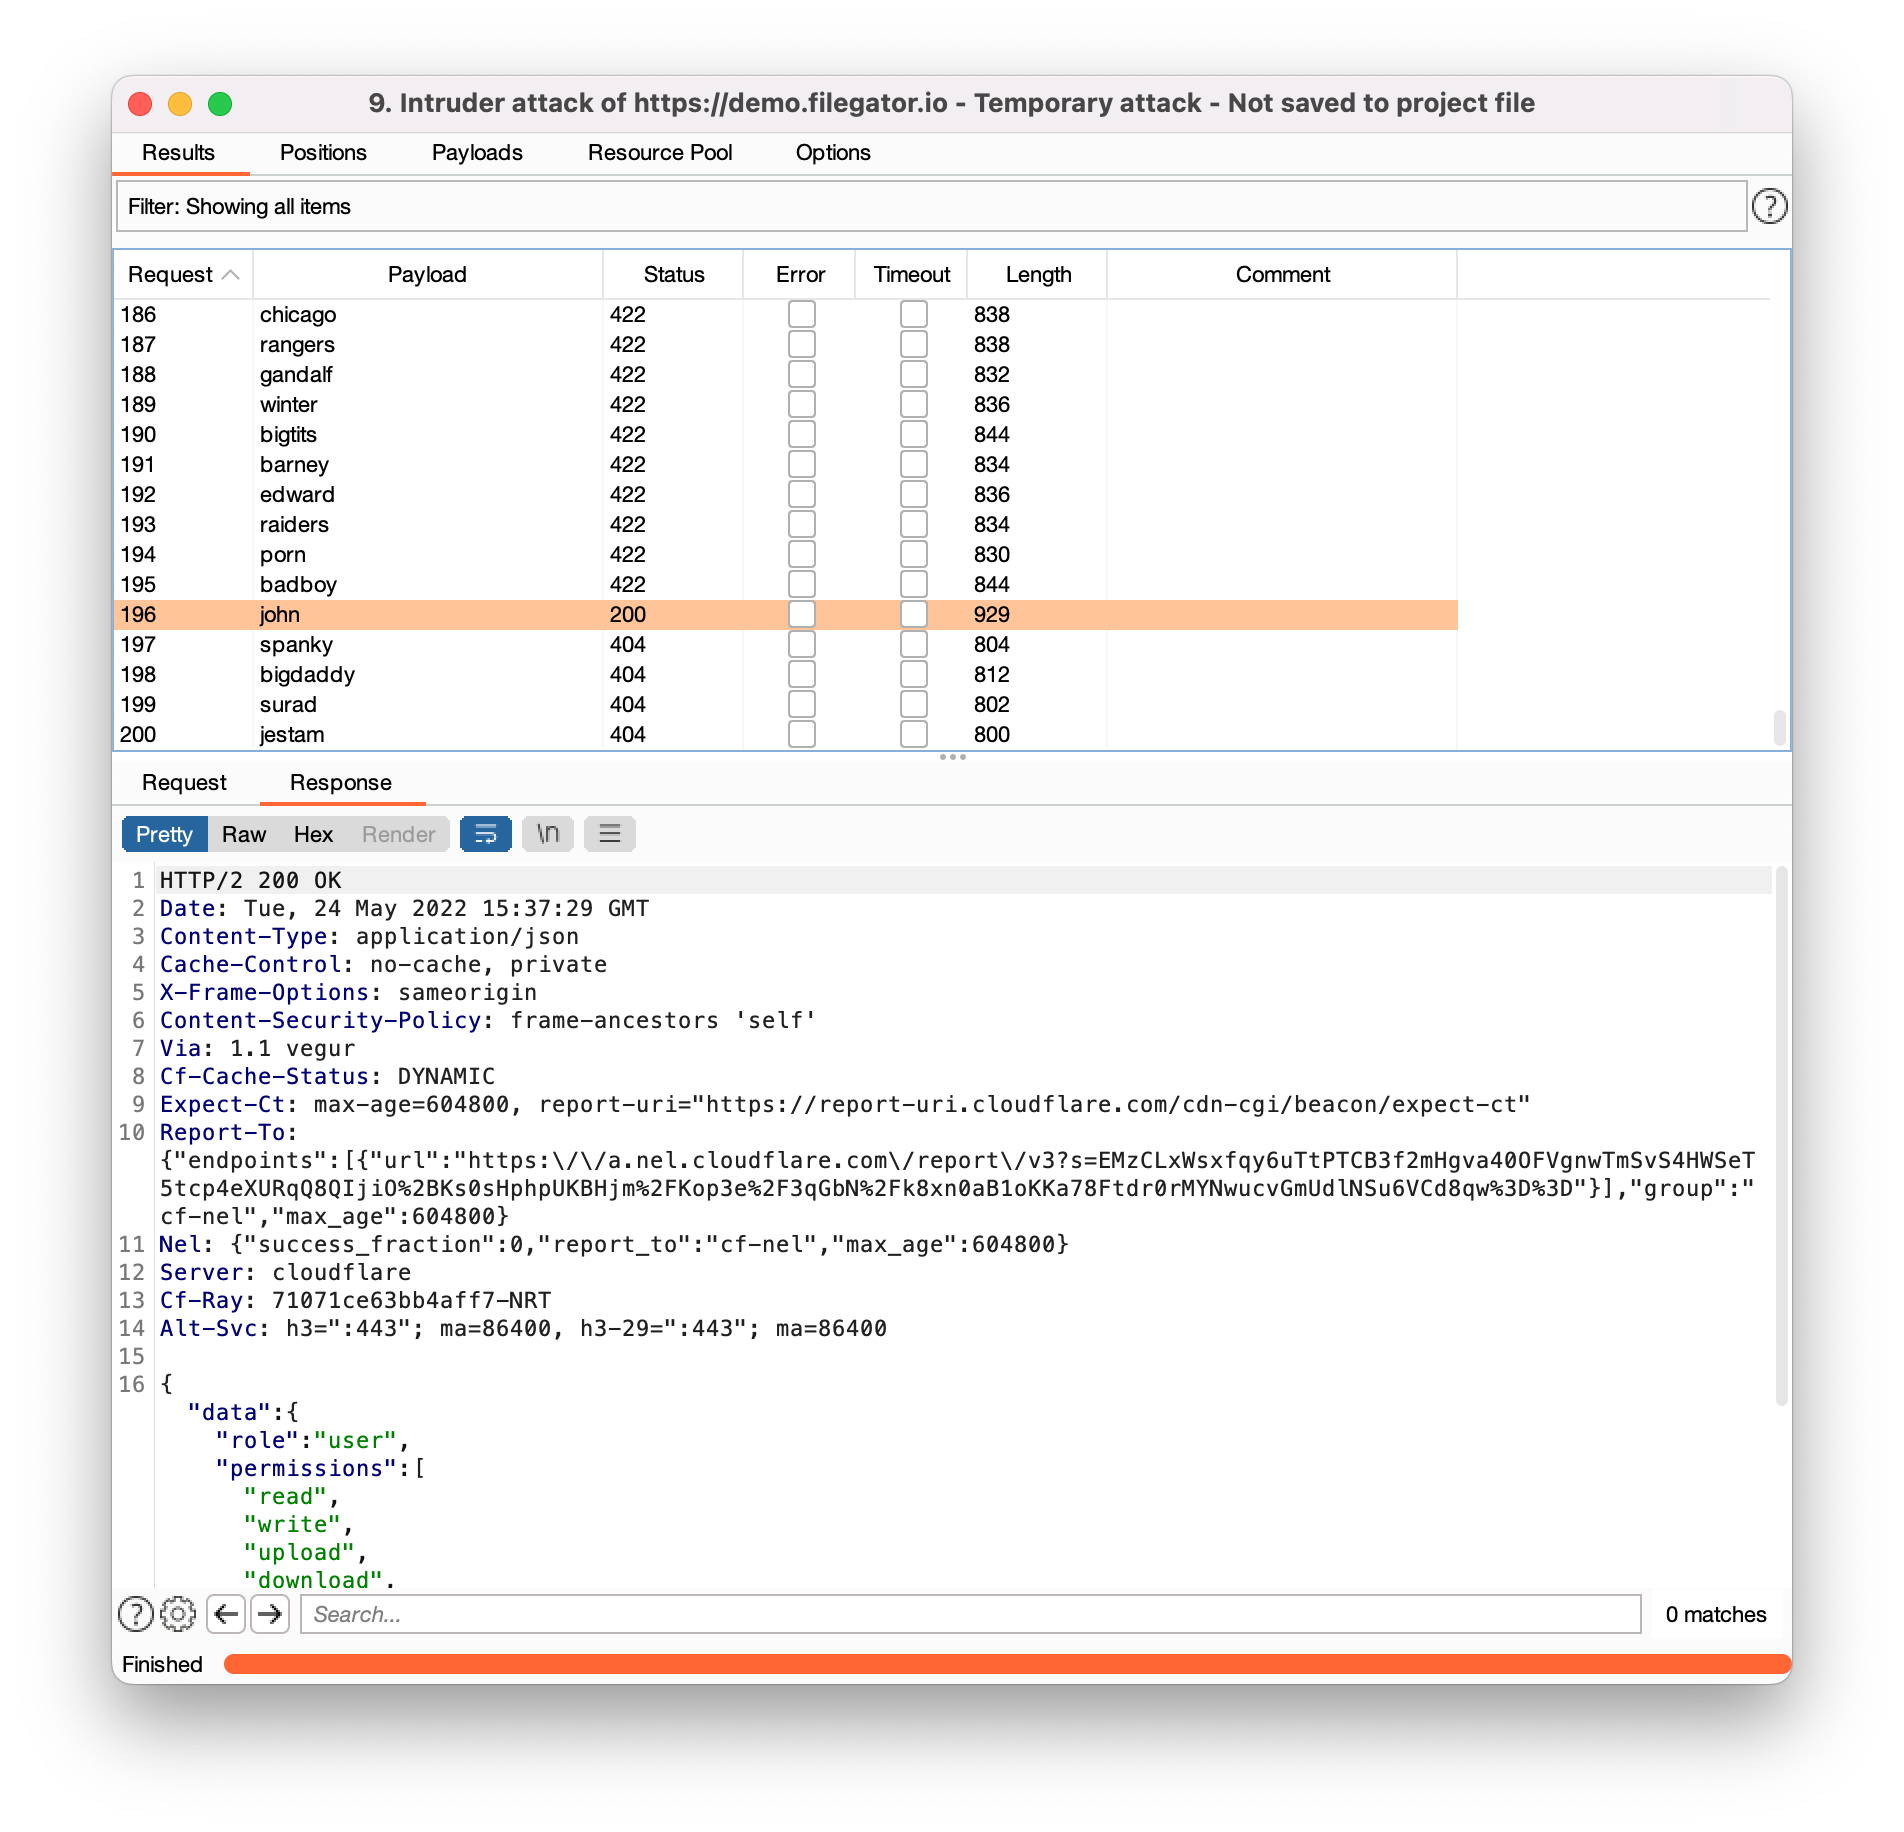 9. Intruder attack of https://demo.filegator.io - Temporary attack - Not saved to project file
Results Positions Payloads Resource Pool Options
Filter: Showing all items ?
Request Payload Status Error Timeout Length Comment
186 chicago 422 838
187 rangers 422 838
188 gandalf 422 832
189 winter 422 836
190 bigtits 422 844
191 barney 422 834
192 edward 422 836
193 raiders 422 834
194 porn 422 830
195 badboy 422 844
196 john 200 929
197 spanky 404 804
198 bigdaddy 404 812
199 surad 404 802
200 jestam 404 800
Request Response
Pretty Raw Hex Render \n
1 HTTP/2 200 OK
2 Date: Tue, 24 May 2022 15:37:29 GMT
3 Content-Type: application/json
4 Cache-Control: no-cache, private
5 X-Frame-Options: sameorigin
6 Content-Security-Policy: frame-ancestors 'self'
7 Via: 1.1 vegur
8 Cf-Cache-Status: DYNAMIC
9 Expect-Ct: max-age=604800, report-uri="https://report-uri.cloudflare.com/cdn-cgi/beacon/expect-ct"
10 Report-To:
{"endpoints":[{"url":"https:\/\/a.nel.cloudflare.com\/report\/v3?s=EMzCLxWsxfqy6uTtPTCB3f2mHgva40OFVgnwTmSvS4HWSeT
5tcp4eXURqQ8QIjiO%2BKs0sHphpUKBHjm%2FKop3e%2F3qGbN%2Fk8xn0aB1oKKa78Ftdr0rMYNwucvGmUdlNSu6VCd8qw%3D%3D"}],"group":"
cf-nel","max_age":604800}
11 Nel: {"success_fraction":0,"report_to":"cf-nel","max_age":604800}
12 Server: cloudflare
13 Cf-Ray: 71071ce63bb4aff7-NRT
14 Alt-Svc: h3=":443"; ma=86400, h3-29=":443"; ma=86400
15
16 {
"data":{
"role":"user",
"permissions":[
"read",
"write",
"upload",
"download",
? Search... 0 matches
Finished